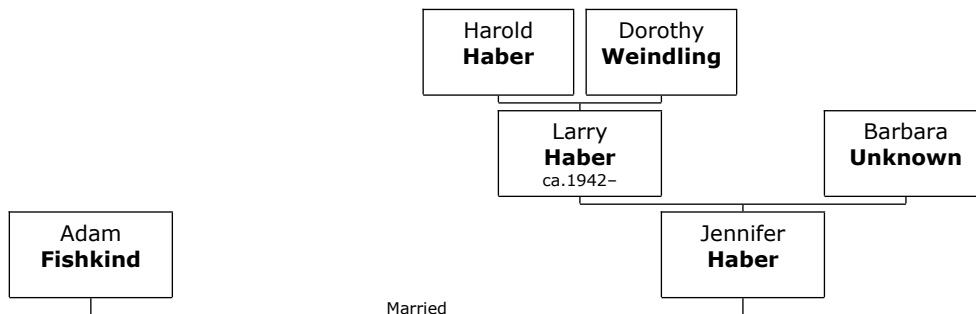 Harold
Haber
Dorothy
Weindling
Larry
Haber
ca.1942–
Barbara
Unknown
Adam
Fishkind
Jennifer
Haber
Married